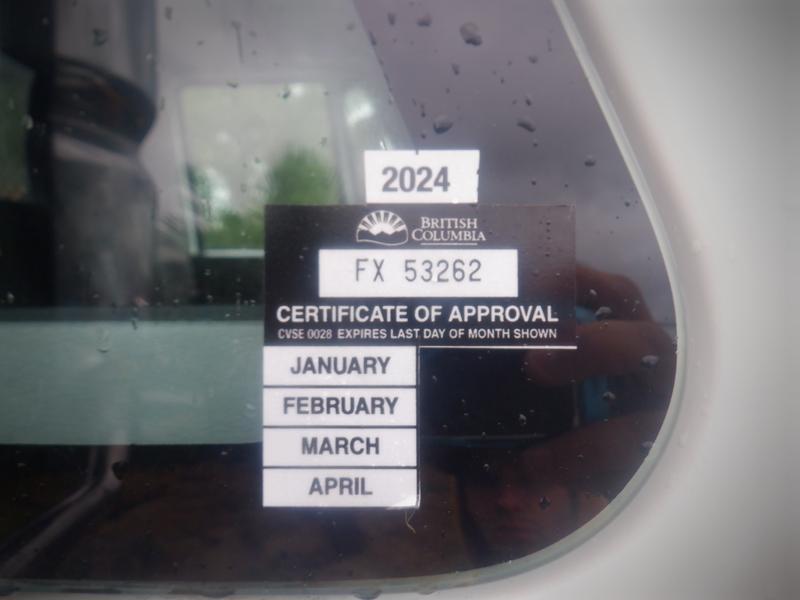 2024
BRITISH
COLUMBIA
FX 53262
CERTIFICATE OF APPROVAL
CVSE 0028 EXPIRES LAST DAY OF MONTH SHOWN
JANUARY
FEBRUARY
MARCH
APRIL